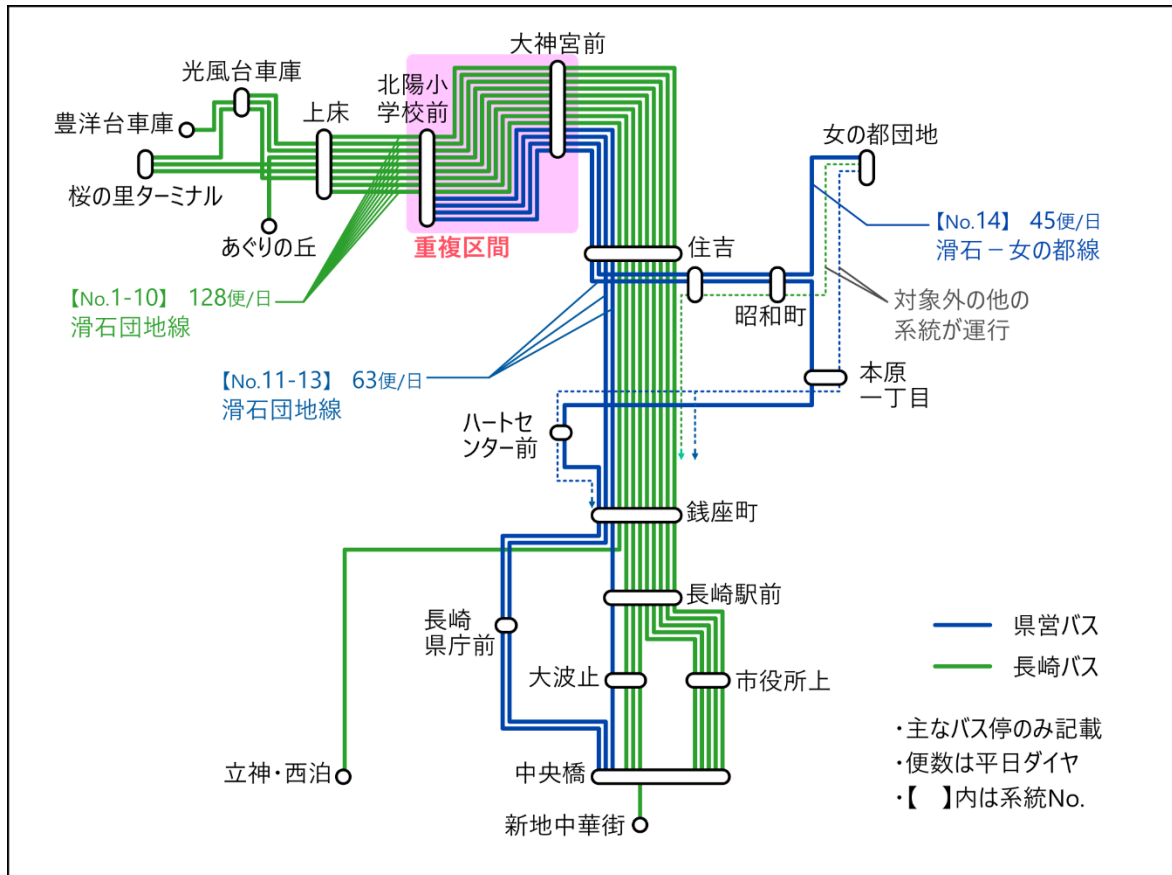 大神宮前
光風台車庫
北陽小
学校前
上床
豊洋台車庫
女の都団地
桜の里ターミナル
あぐりの丘
重複区間
住吉
【No.14】 45便/日
滑石－女の都線
【No.1-10】 128便/日
滑石団地線
昭和町
対象外の他の
系統が運行
【No.11-13】 63便/日
滑石団地線
本原
一丁目
ハートセ
ンター前
銭座町
長崎駅前
長崎
県庁前
県営バス
長崎バス
大波止
市役所上
・主なバス停のみ記載
・便数は平日ダイヤ
・【　】内は系統No.
立神・西泊
中央橋
新地中華街